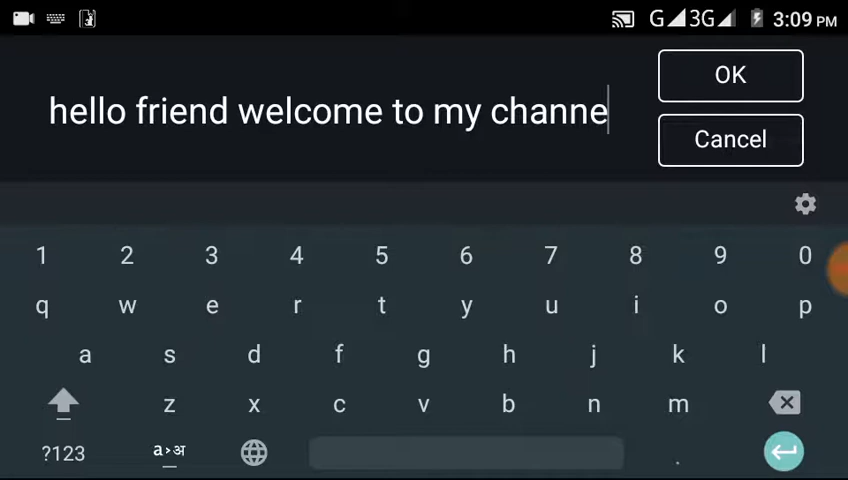 G 3G 3:09 PM
hello friend welcome to my channe
OK
Cancel
1 2 3 4 5 6 7 8 9 0
q w e r t y u i o p
a s d f g h j k l
z x c v b n m
?123 a>अ .